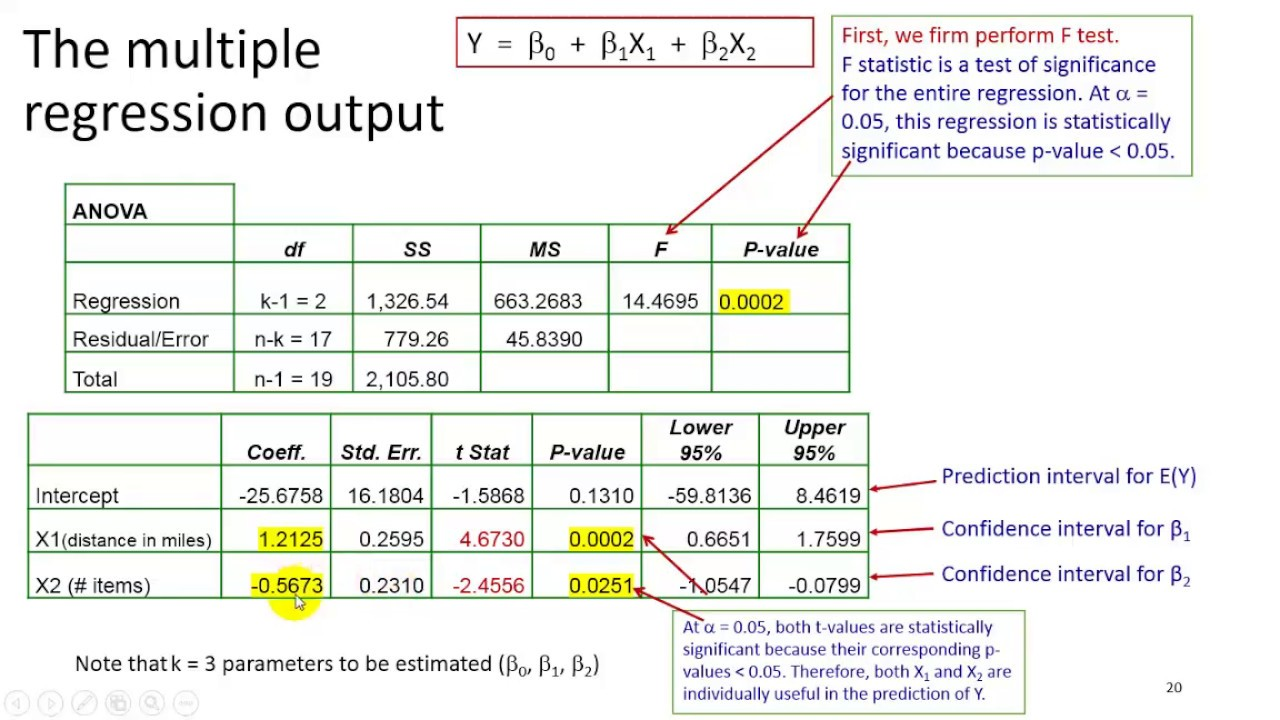 The multiple
regression output
Y = β0 + β1X1 + β2X2
First, we firm perform F test.
F statistic is a test of significance
for the entire regression. At α =
0.05, this regression is statistically
significant because p-value < 0.05.
ANOVA
df SS MS F P-value
Regression k-1 = 2 1,326.54 663.2683 14.4695 0.0002
Residual/Error n-k = 17 779.26 45.8390
Total n-1 = 19 2,105.80
Coeff. Std. Err. t Stat P-value Lower 95% Upper 95%
Intercept -25.6758 16.1804 -1.5868 0.1310 -59.8136 8.4619
Prediction interval for E(Y)
X1(distance in miles) 1.2125 0.2595 4.6730 0.0002 0.6651 1.7599
Confidence interval for β1
X2 (# items) -0.5673 0.2310 -2.4556 0.0251 -1.0547 -0.0799
Confidence interval for β2
At α = 0.05, both t-values are statistically
significant because their corresponding p-
values < 0.05. Therefore, both X1 and X2 are
individually useful in the prediction of Y.
Note that k = 3 parameters to be estimated (β0, β1, β2)
20